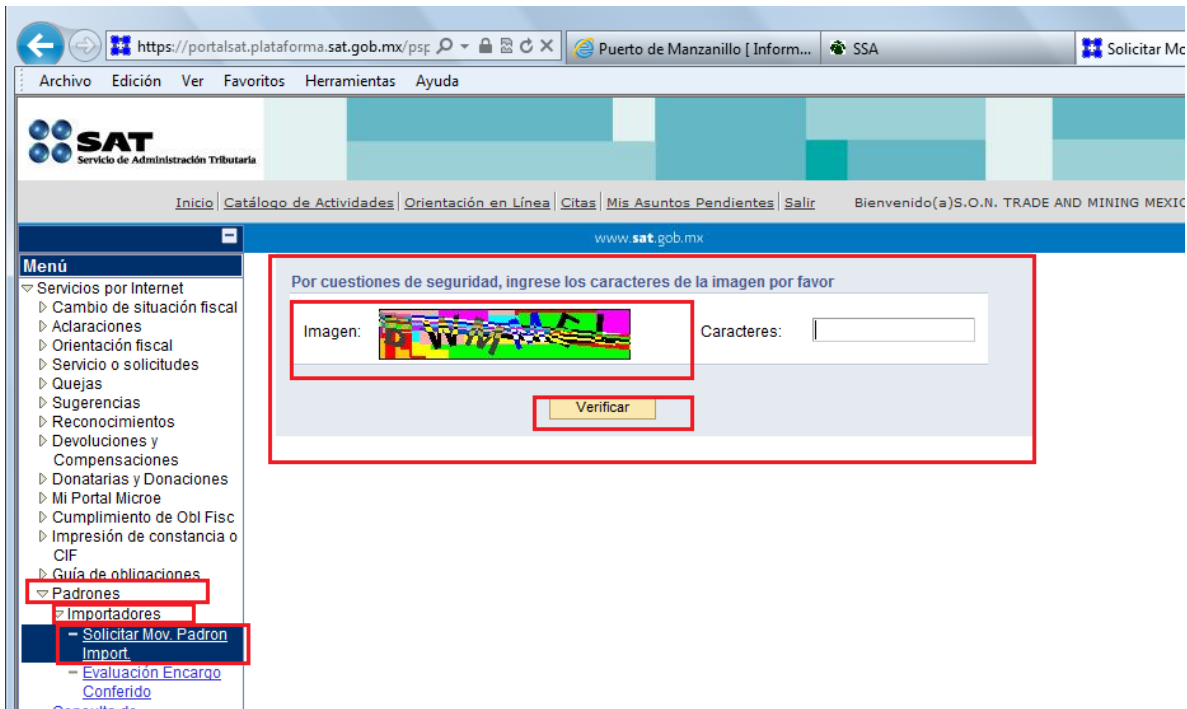 https://portalsat.plataforma.sat.gob.mx/psp
Puerto de Manzanillo [ Inform...
SSA
Solicitar Mo
Archivo Edición Ver Favoritos Herramientas Ayuda
SAT
Servicio de Administración Tributaria
Inicio Catálogo de Actividades Orientación en Línea Citas Mis Asuntos Pendientes Salir Bienvenido(a)S.O.N. TRADE AND MINING MEXIC
www.sat.gob.mx
Menú
Servicios por Internet
Cambio de situación fiscal
Aclaraciones
Orientación fiscal
Servicio o solicitudes
Quejas
Sugerencias
Reconocimientos
Devoluciones y
Compensaciones
Donatarias y Donaciones
Mi Portal Microe
Cumplimiento de Obl Fisc
Impresión de constancia o
CIF
Guía de obligaciones
Padrones
Importadores
Solicitar Mov. Padron
Import.
Evaluación Encargo
Conferido
Consulta de
Por cuestiones de seguridad, ingrese los caracteres de la imagen por favor
Imagen:
Caracteres:
Verificar